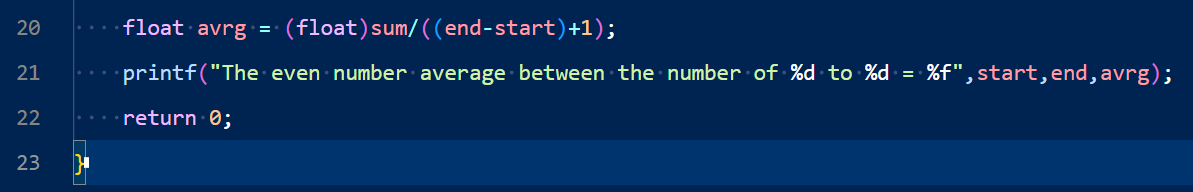 20 float avrg = (float)sum/((end-start)+1);
21 printf("The even number average between the number of %d to %d = %f",start,end,avrg);
22 return 0;
23 }